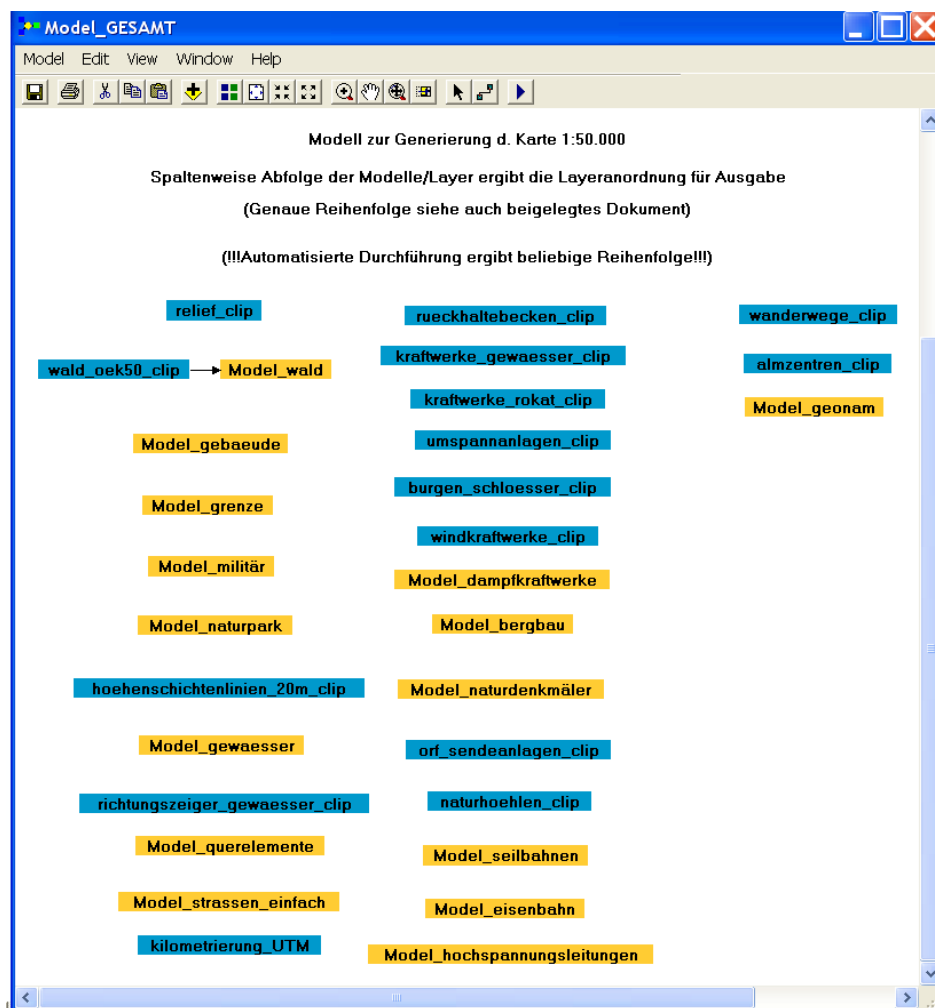 Model_GESAMT
Model Edit View Window Help
Modell zur Generierung d. Karte 1:50.000
Spaltenweise Abfolge der Modelle/Layer ergibt die Layeranordnung für Ausgabe
(Genaue Reihenfolge siehe auch beigelegtes Dokument)
(!!!Automatisierte Durchführung ergibt beliebige Reihenfolge!!!)
relief_clip
wald_oek50_clip
Model_wald
Model_gebaeude
Model_grenze
Model_militär
Model_naturpark
hoehenschichtenlinien_20m_clip
Model_gewaesser
richtungszeiger_gewaesser_clip
Model_querelemente
Model_strassen_einfach
kilometrierung_UTM
rueckhaltebecken_clip
kraftwerke_gewaesser_clip
kraftwerke_rokat_clip
umspannanlagen_clip
burgen_schloesser_clip
windkraftwerke_clip
Model_dampfkraftwerke
Model_bergbau
Model_naturdenkmäler
orf_sendeanlagen_clip
naturhoehlen_clip
Model_seilbahnen
Model_eisenbahn
Model_hochspannungsleitungen
wanderwege_clip
almzentren_clip
Model_geonam